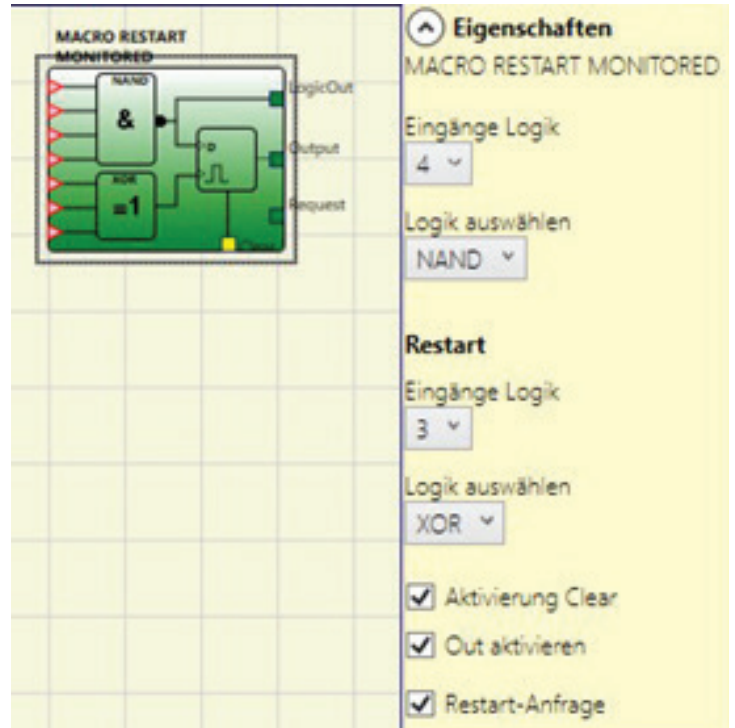 MACRO RESTART
MONITORED
NAND
&
XOR
=1
D
LogicOut
Output
Request
Clear
Eigenschaften
MACRO RESTART MONITORED
Eingänge Logik
4
Logik auswählen
NAND
Restart
Eingänge Logik
3
Logik auswählen
XOR
Aktivierung Clear
Out aktivieren
Restart-Anfrage